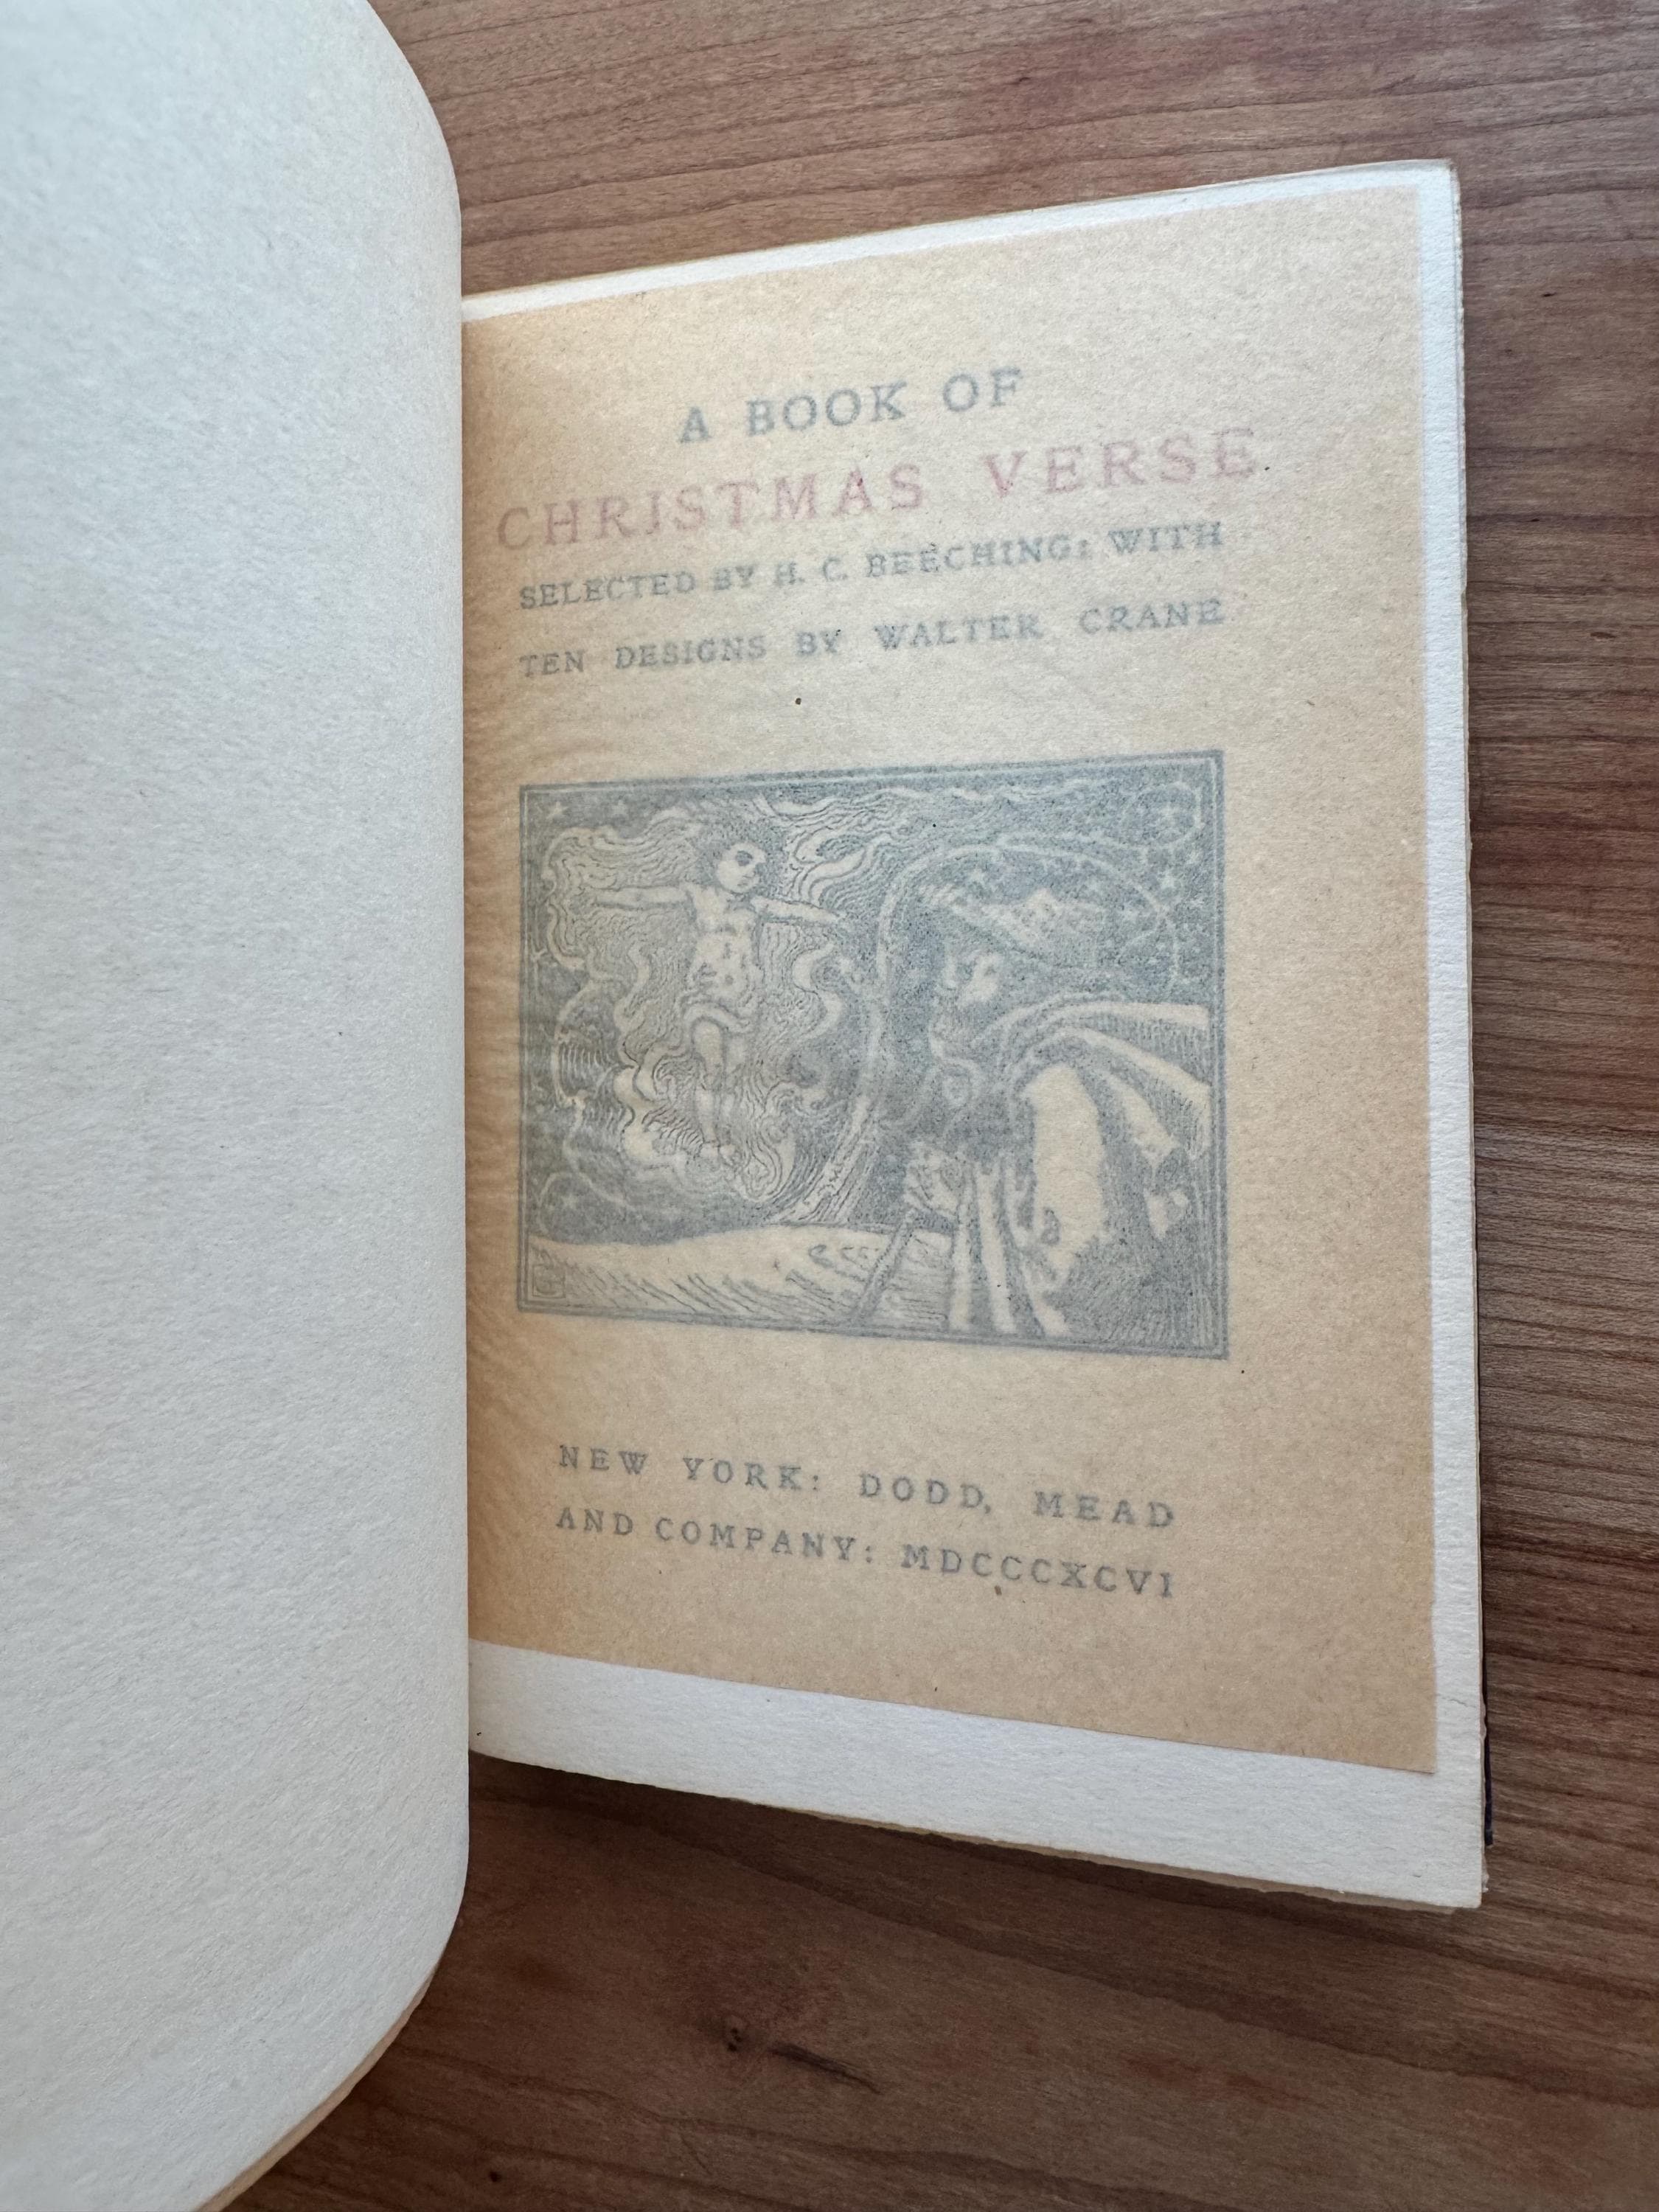 A BOOK OF
CHRISTMAS VERSE
SELECTED BY H. C. BEECHING: WITH
TEN DESIGNS BY WALTER CRANE
NEW YORK: DODD, MEAD
AND COMPANY: MDCCCXCVI